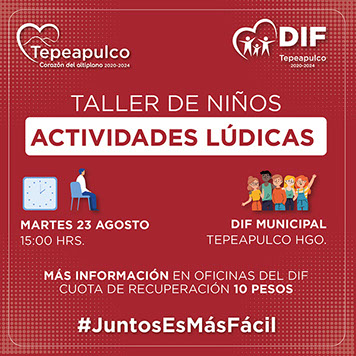 Tepeapulco
Corazón del altiplano 2020-2024
DIF
Tepeapulco
2020-2024
TALLER DE NIÑOS
ACTIVIDADES LÚDICAS
MARTES 23 AGOSTO
15:00 HRS.
DIF MUNICIPAL
TEPEAPULCO HGO.
MÁS INFORMACIÓN EN OFICINAS DEL DIF
CUOTA DE RECUPERACIÓN 10 PESOS
#JuntosEsMásFácil